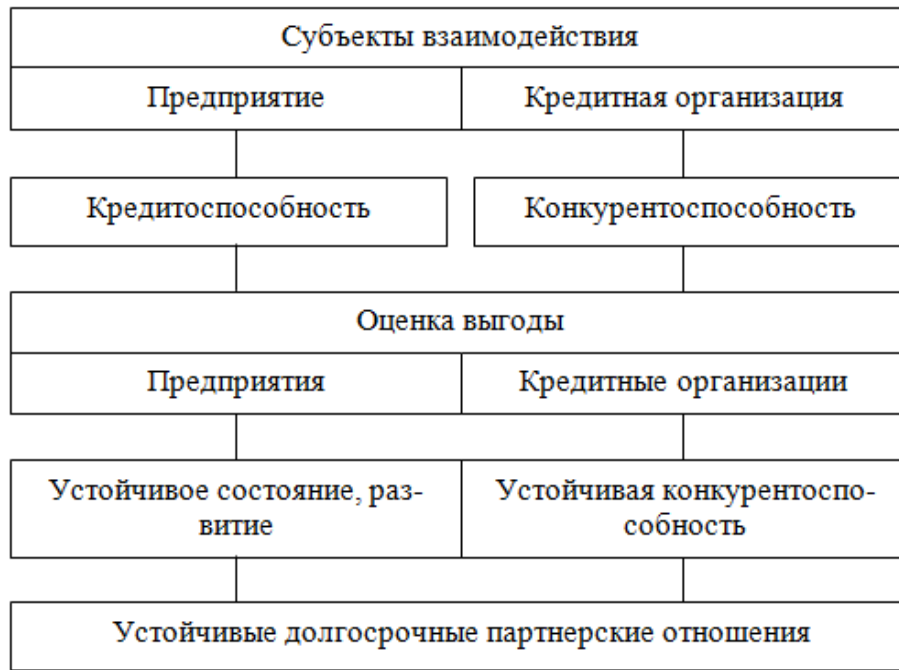 Субъекты взаимодействия
Предприятие
Кредитная организация
Кредитоспособность
Конкурентоспособность
Оценка выгоды
Предприятия
Кредитные организации
Устойчивое состояние, раз-
витие
Устойчивая конкурентоспо-
собность
Устойчивые долгосрочные партнерские отношения